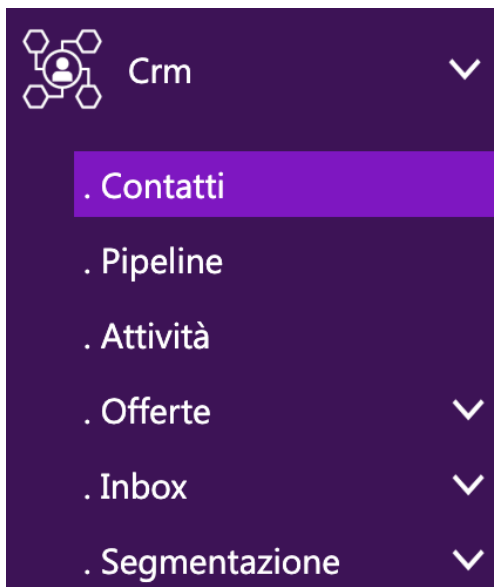 Crm
. Contatti
. Pipeline
. Attività
. Offerte
. Inbox
. Segmentazione